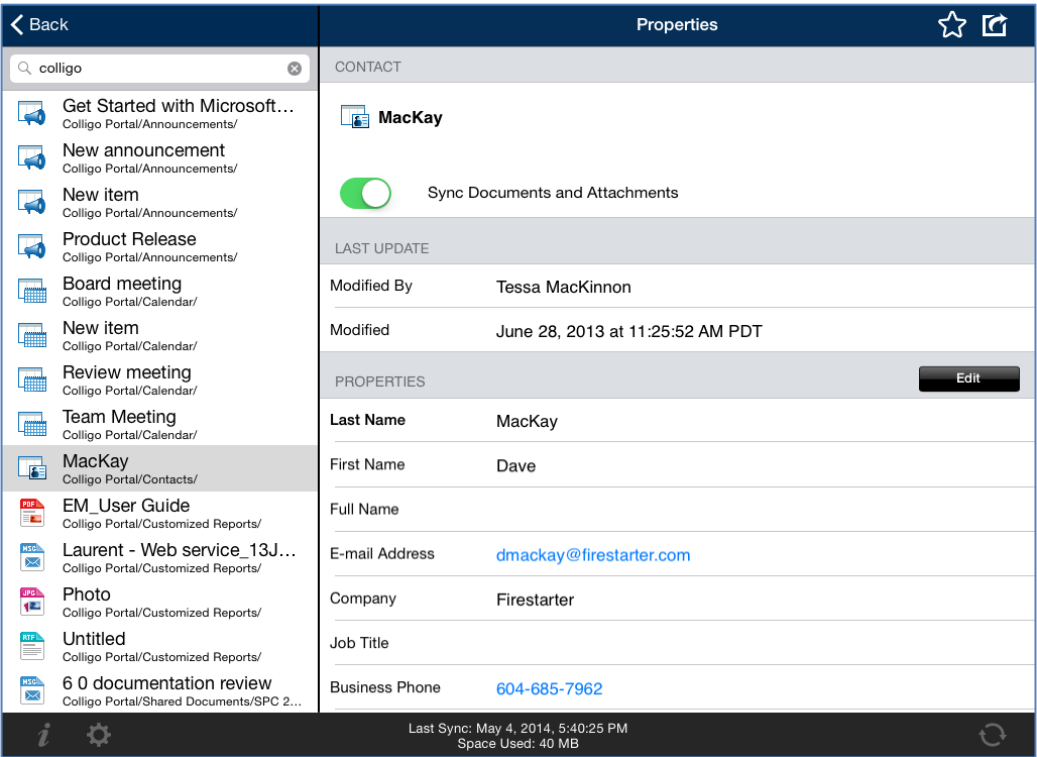 Back
Properties
colligo
Get Started with Microsoft...
Colligo Portal/Announcements/
New announcement
Colligo Portal/Announcements/
New item
Colligo Portal/Announcements/
Product Release
Colligo Portal/Announcements/
Board meeting
Colligo Portal/Calendar/
New item
Colligo Portal/Calendar/
Review meeting
Colligo Portal/Calendar/
Team Meeting
Colligo Portal/Calendar/
MacKay
Colligo Portal/Contacts/
PDF
EM_User Guide
Colligo Portal/Customized Reports/
MSG
Laurent - Web service_13J...
Colligo Portal/Customized Reports/
JPG
Photo
Colligo Portal/Customized Reports/
RTF
Untitled
Colligo Portal/Customized Reports/
MSG
6 0 documentation review
Colligo Portal/Shared Documents/SPC 2...
CONTACT
MacKay
Sync Documents and Attachments
LAST UPDATE
Modified By Tessa MacKinnon
Modified June 28, 2013 at 11:25:52 AM PDT
PROPERTIES Edit
Last Name MacKay
First Name Dave
Full Name
E-mail Address dmackay@firestarter.com
Company Firestarter
Job Title
Business Phone 604-685-7962
i
Last Sync: May 4, 2014, 5:40:25 PM
Space Used: 40 MB